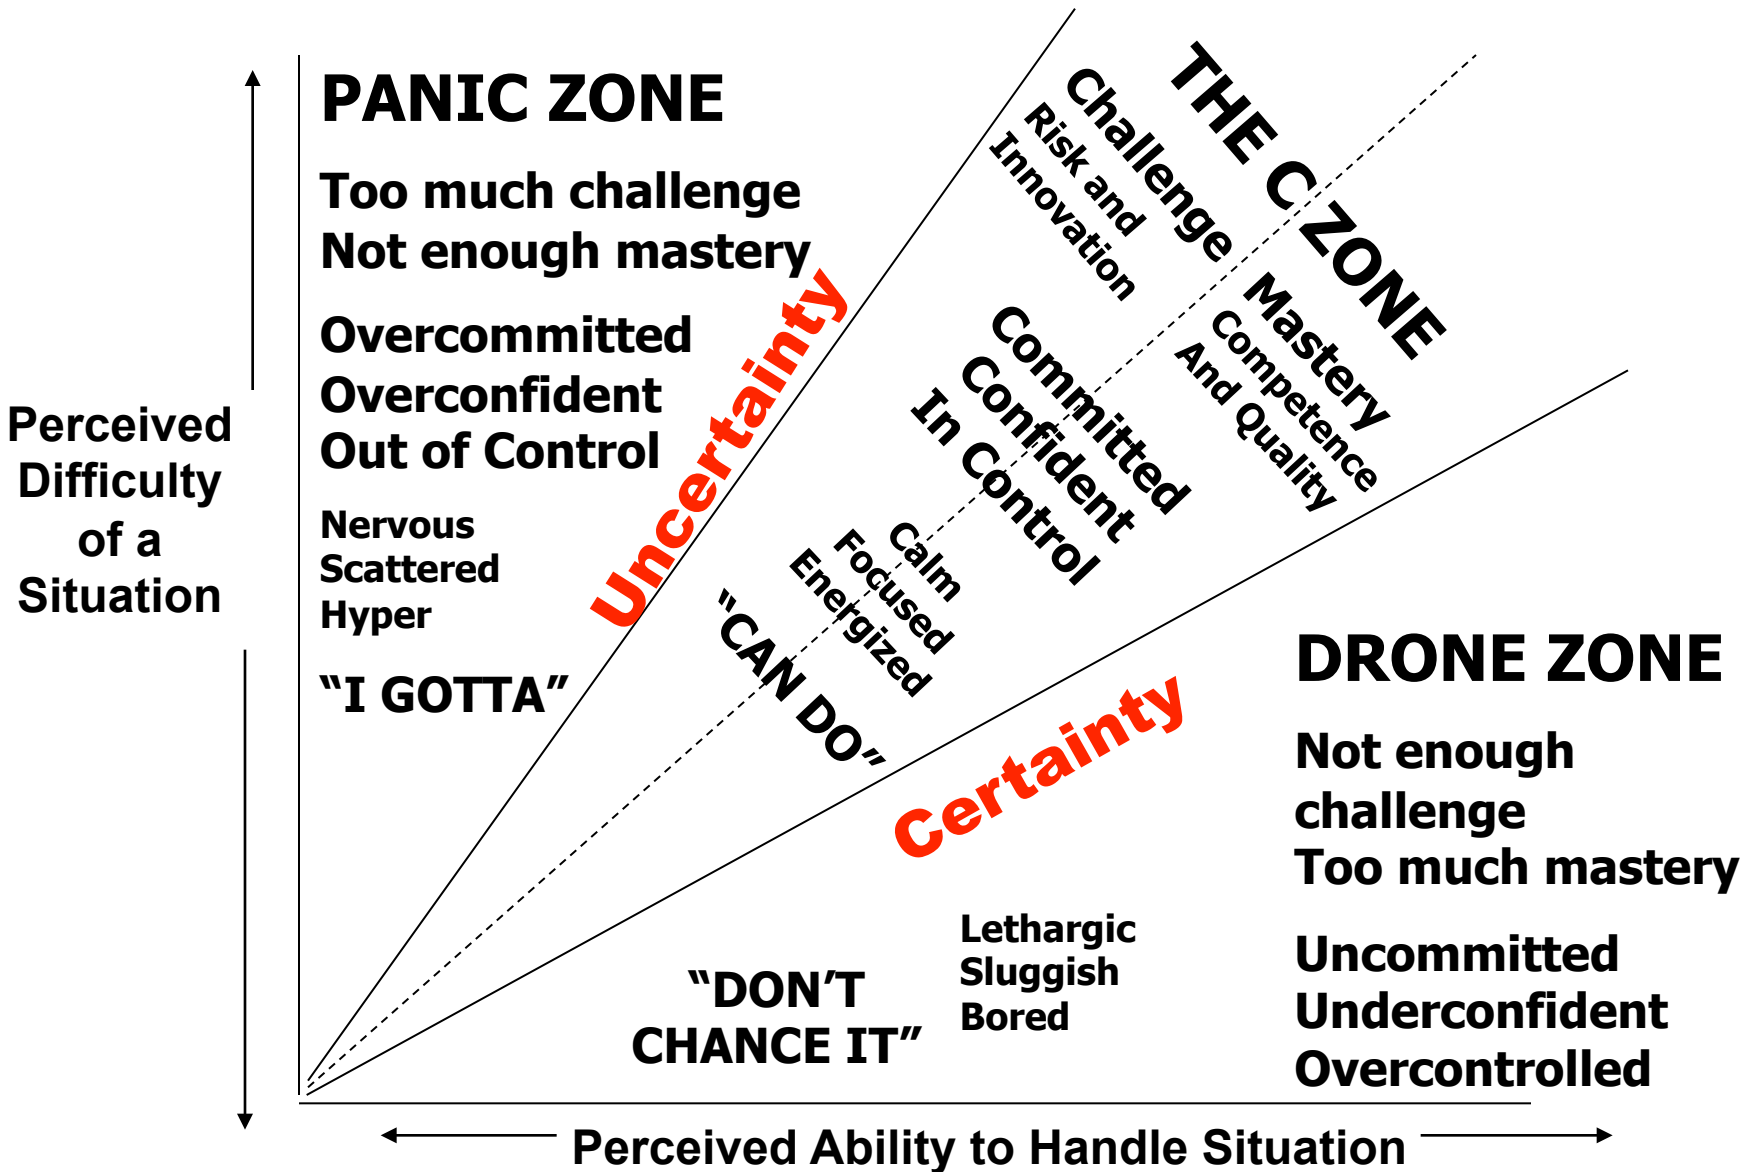 PANIC ZONE
Too much challenge
Not enough mastery
Overcommitted
Overconfident
Out of Control
Nervous
Scattered
Hyper
“I GOTTA”
Uncertainty
THE C ZONE
Challenge
Risk and
Innovation
Mastery
Competence
And Quality
Committed
Confident
In Control
Calm
Focused
Energized
“CAN DO”
Certainty
DRONE ZONE
Not enough
challenge
Too much mastery
Uncommitted
Underconfident
Overcontrolled
Lethargic
Sluggish
Bored
“DON’T
CHANCE IT”
Perceived
Difficulty
of a
Situation
Perceived Ability to Handle Situation